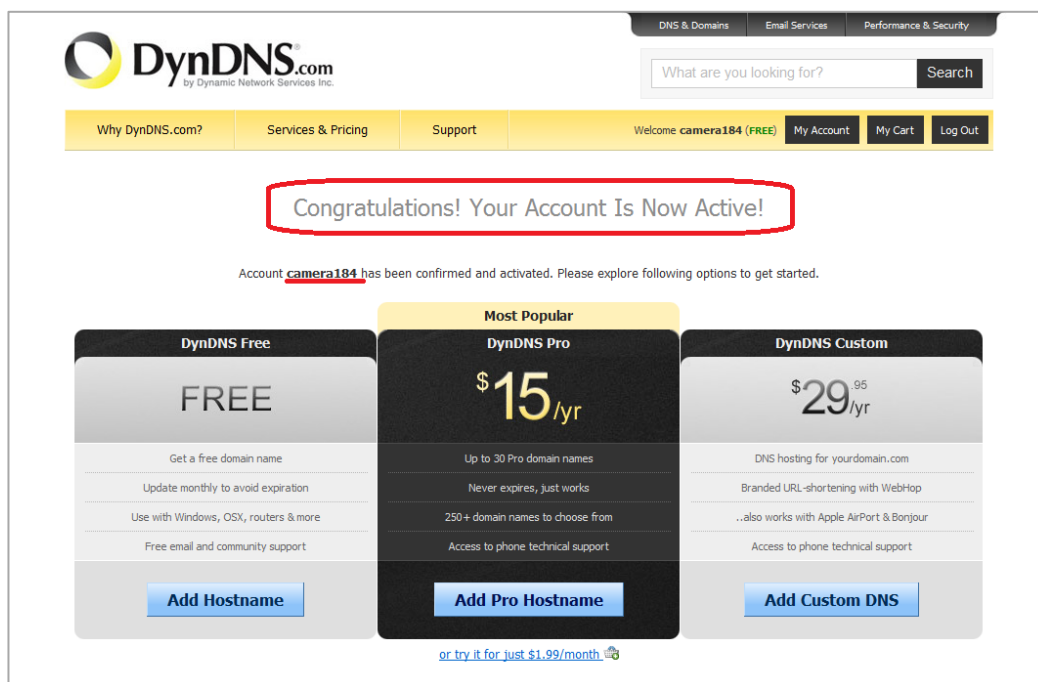 DNS & Domains Email Services Performance & Security
DynDNS.com
by Dynamic Network Services Inc.
What are you looking for? Search
Why DynDNS.com? Services & Pricing Support Welcome camera184 (FREE) My Account My Cart Log Out
Congratulations! Your Account Is Now Active!
Account camera184 has been confirmed and activated. Please explore following options to get started.
Most Popular
DynDNS Free DynDNS Pro DynDNS Custom
FREE $15/yr $29.95/yr
Get a free domain name Up to 30 Pro domain names DNS hosting for yourdomain.com
Update monthly to avoid expiration Never expires, just works Branded URL-shortening with WebHop
Use with Windows, OSX, routers & more 250+ domain names to choose from ..also works with Apple AirPort & Bonjour
Free email and community support Access to phone technical support Access to phone technical support
Add Hostname Add Pro Hostname Add Custom DNS
or try it for just $1.99/month